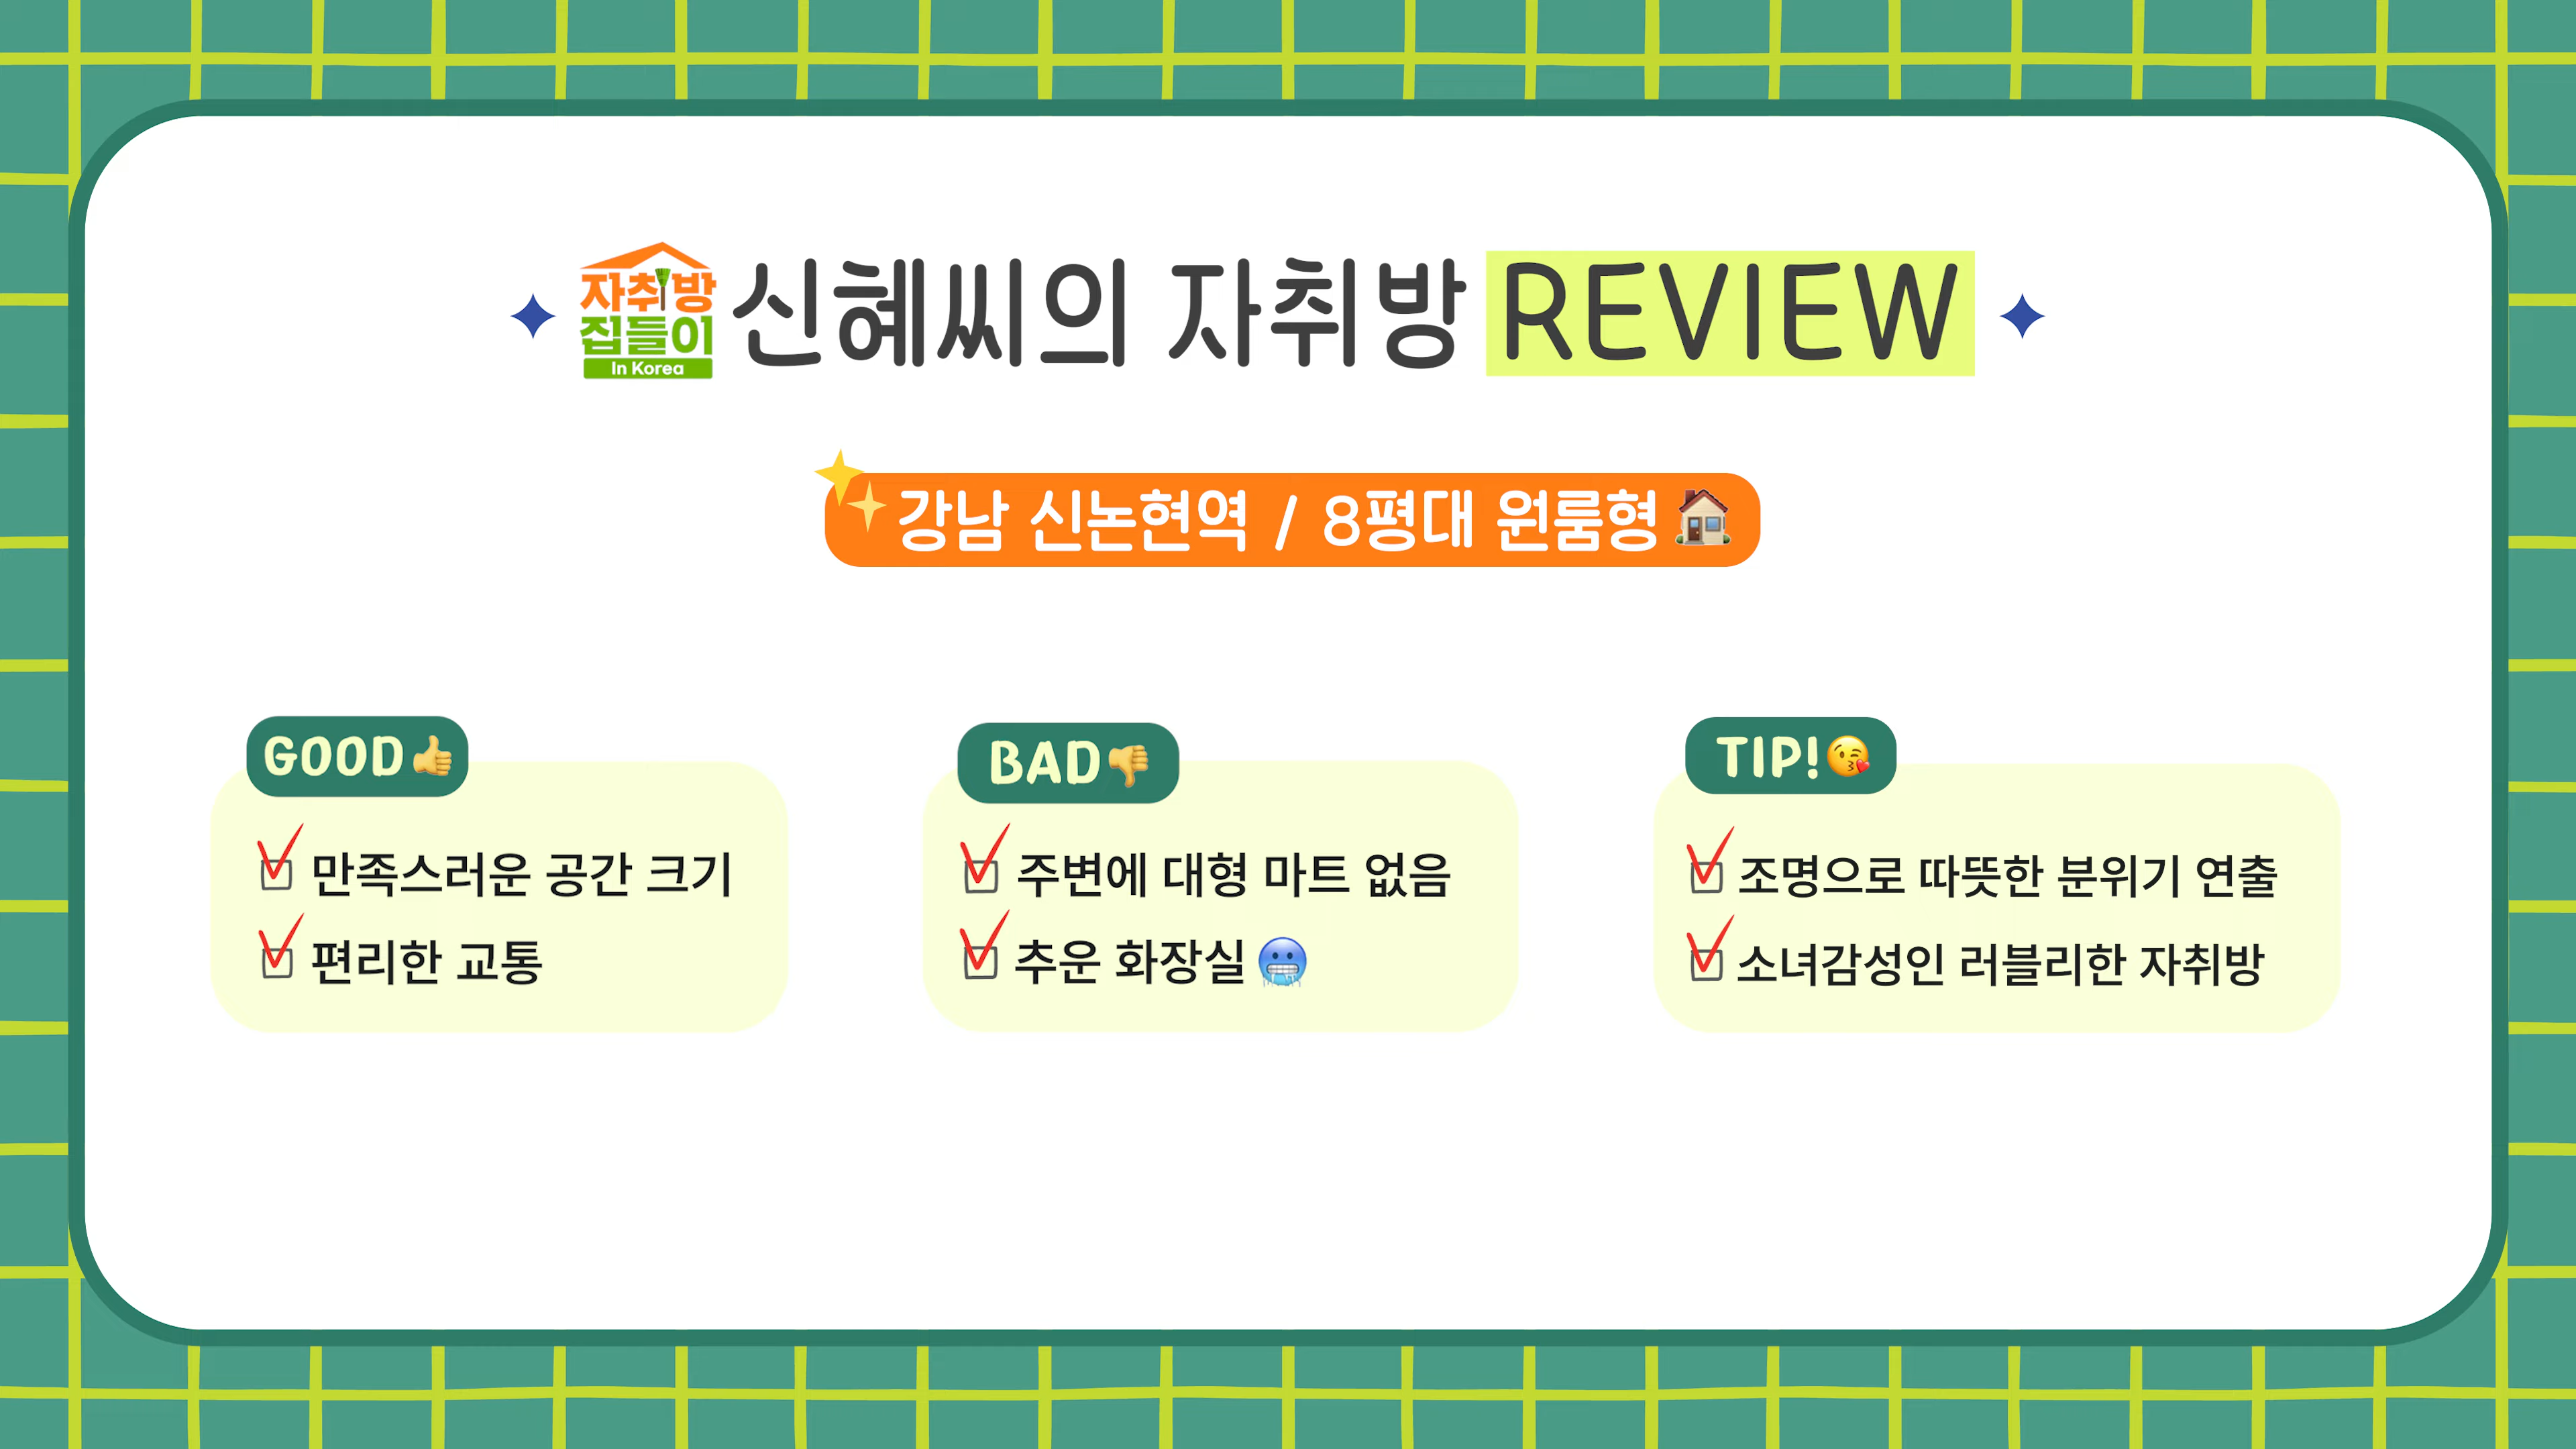 자취방
집들이
In Korea
신혜씨의 자취방 REVIEW
강남 신논현역 / 8평대 원룸형
GOOD👍
만족스러운 공간 크기
편리한 교통
BAD👎
주변에 대형 마트 없음
추운 화장실 🥶
TIP!😘
조명으로 따뜻한 분위기 연출
소녀감성인 러블리한 자취방